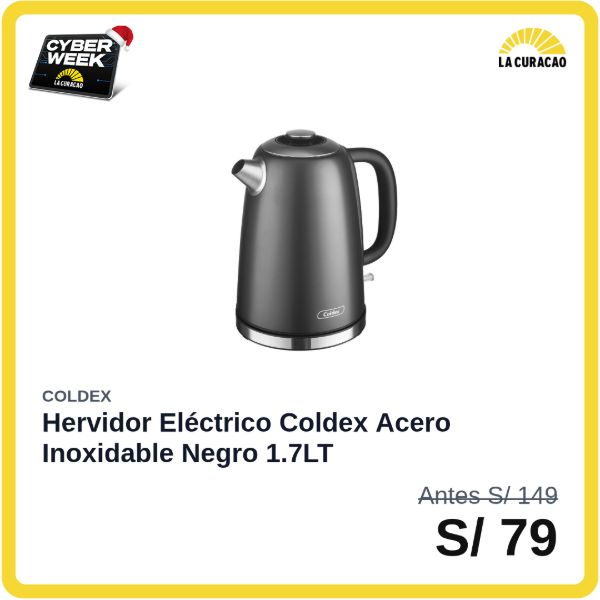 CYBER
WEEK
LA CURACAO
LA CURACAO
Coldex
COLDEX
Hervidor Eléctrico Coldex Acero
Inoxidable Negro 1.7LT
Antes S/ 149
S/ 79